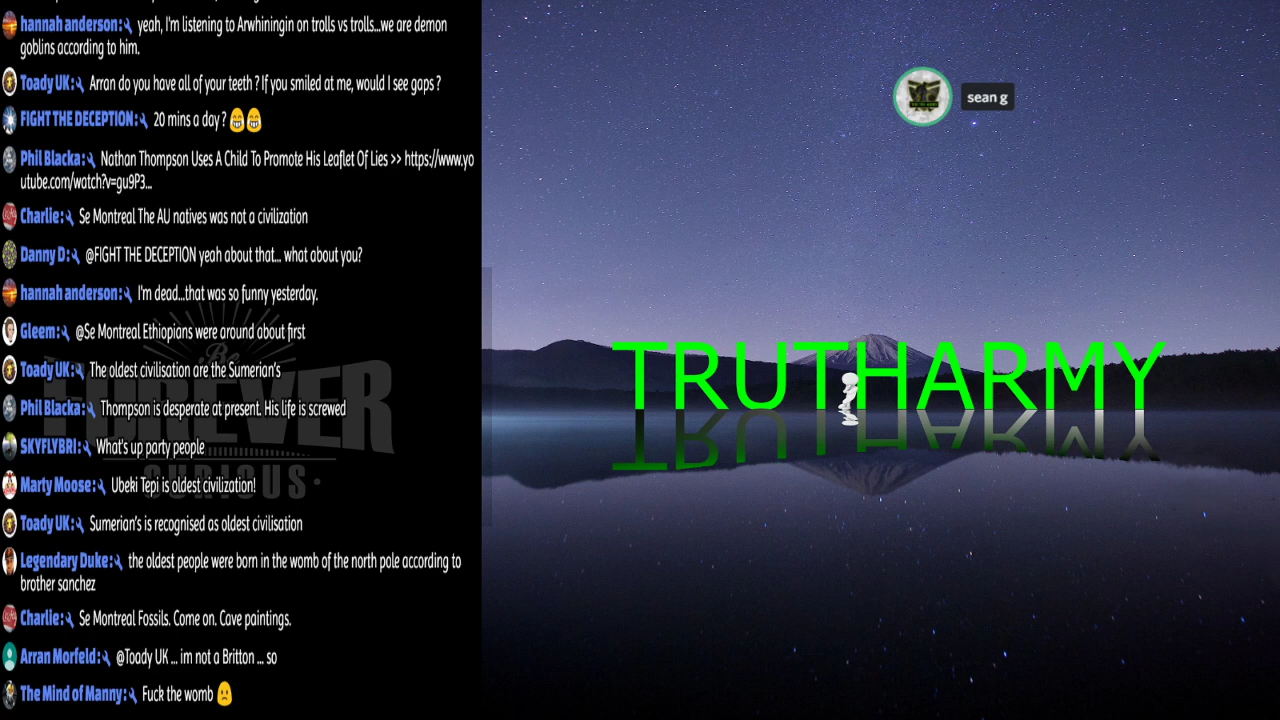 hannah anderson: yeah, I'm listening to Arwhiningin on trolls vs trolls...we are demon
goblins according to him.
Toady UK: Arran do you have all of your teeth ? If you smiled at me, would I see gaps ?
FIGHT THE DECEPTION: 20 mins a day ? 😁😁
Phil Blacka: Nathan Thompson Uses A Child To Promote His Leaflet Of Lies >> https://www.yo
utube.com/watch?v=gu9P3...
Charlie: Se Montreal The AU natives was not a civilization
Danny D: @FIGHT THE DECEPTION yeah about that... what about you?
hannah anderson: I'm dead...that was so funny yesterday.
Gleem: @Se Montreal Ethiopians were around about first
Toady UK: The oldest civilisation are the Sumerian's
Phil Blacka: Thompson is desperate at present. His life is screwed
SKYFLYBRI: What's up party people
Marty Moose: Ubeki Tepi is oldest civilization!
Toady UK: Sumerian's is recognised as oldest civilisation
Legendary Duke: the oldest people were born in the womb of the north pole according to
brother sanchez
Charlie: Se Montreal Fossils. Come on. Cave paintings.
Arran Morfeld: @Toady UK ... im not a Britton ... so
The Mind of Manny: Fuck the womb 🙁
Be
FOREVER
CURIOUS
sean g
TRUTHARMY